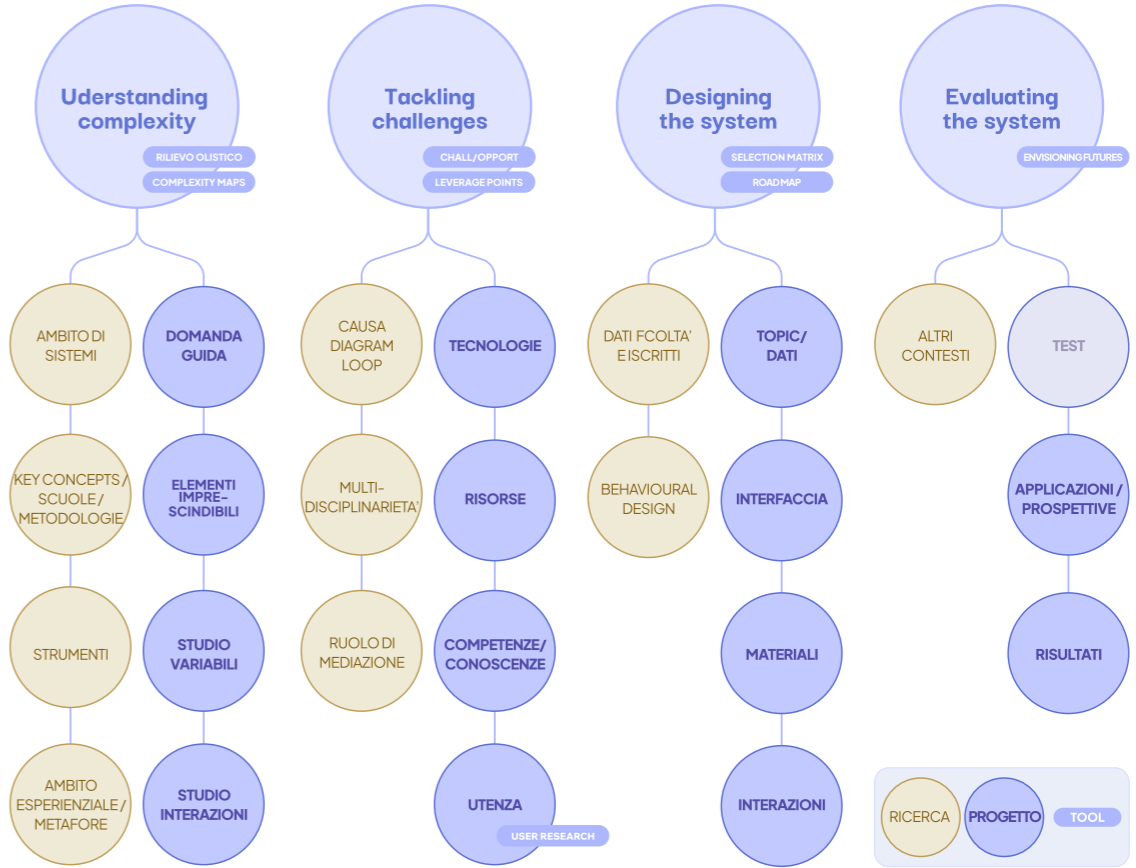 Uderstanding
complexity
RILIEVO OLISTICO
COMPLEXITY MAPS
Tackling
challenges
CHALL/OPPORT
LEVERAGE POINTS
Designing
the system
SELECTION MATRIX
ROADMAP
Evaluating
the system
ENVISIONING FUTURES
AMBITO DI
SISTEMI
KEY CONCEPTS /
SCUOLE /
METODOLOGIE
STRUMENTI
AMBITO
ESPERIENZIALE /
METAFORE
DOMANDA
GUIDA
ELEMENTI
IMPRE-
SCINDIBILI
STUDIO
VARIABILI
STUDIO
INTERAZIONI
CAUSA
DIAGRAM
LOOP
MULTI-
DISCIPLINARIETA'
RUOLO DI
MEDIAZIONE
TECNOLOGIE
RISORSE
COMPETENZE/
CONOSCENZE
UTENZA
USER RESEARCH
DATI FCOLTA'
E ISCRITTI
BEHAVIOURAL
DESIGN
TOPIC/
DATI
INTERFACCIA
MATERIALI
INTERAZIONI
ALTRI
CONTESTI
TEST
APPLICAZIONI /
PROSPETTIVE
RISULTATI
RICERCA
PROGETTO
TOOL